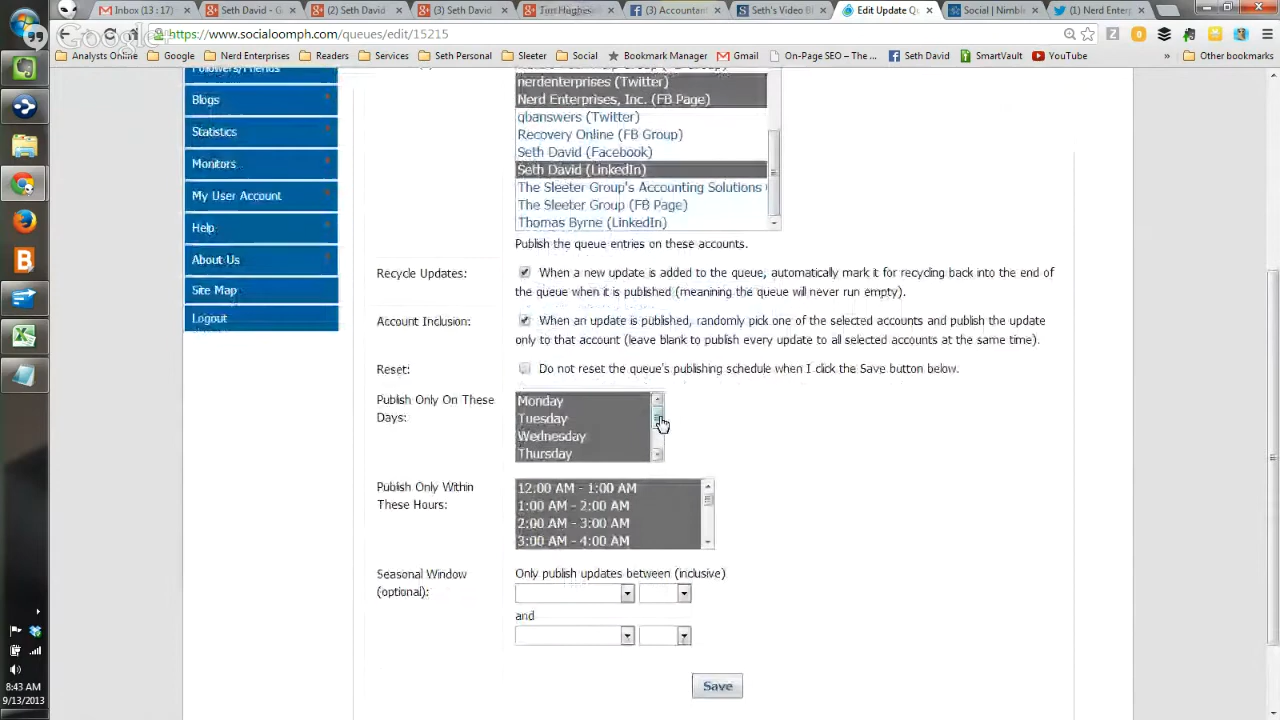 Inbox (13:17)
Seth David - G
(2) Seth David
(3) Seth David
Tim Hughes
(3) Accountan
Seth's Video B
Edit Update Q
Social | Nimble
(1) Nerd Enterp
Google+
https://www.socialoomph.com/queues/edit/15215
Analysts Online
Google
Nerd Enterprises
Readers
Services
Seth Personal
Sleeter
Social
Bookmark Manager
Gmail
On-Page SEO – The ...
Seth David
SmartVault
YouTube
»
Other bookmarks
Followers/Friends
Blogs
Statistics
Monitors
My User Account
Help
About Us
Site Map
Logout
nerdenterprises (Twitter)
Nerd Enterprises, Inc. (FB Page)
qbanswers (Twitter)
Recovery Online (FB Group)
Seth David (Facebook)
Seth David (LinkedIn)
The Sleeter Group's Accounting Solutions
The Sleeter Group (FB Page)
Thomas Byrne (LinkedIn)
Publish the queue entries on these accounts.
Recycle Updates:
When a new update is added to the queue, automatically mark it for recycling back into the end of
the queue when it is published (meanining the queue will never run empty).
Account Inclusion:
When an update is published, randomly pick one of the selected accounts and publish the update
only to that account (leave blank to publish every update to all selected accounts at the same time).
Reset:
Do not reset the queue's publishing schedule when I click the Save button below.
Publish Only On These
Days:
Monday
Tuesday
Wednesday
Thursday
Publish Only Within
These Hours:
12:00 AM - 1:00 AM
1:00 AM - 2:00 AM
2:00 AM - 3:00 AM
3:00 AM - 4:00 AM
Seasonal Window
(optional):
Only publish updates between (inclusive)
and
Save
8:43 AM
9/13/2013